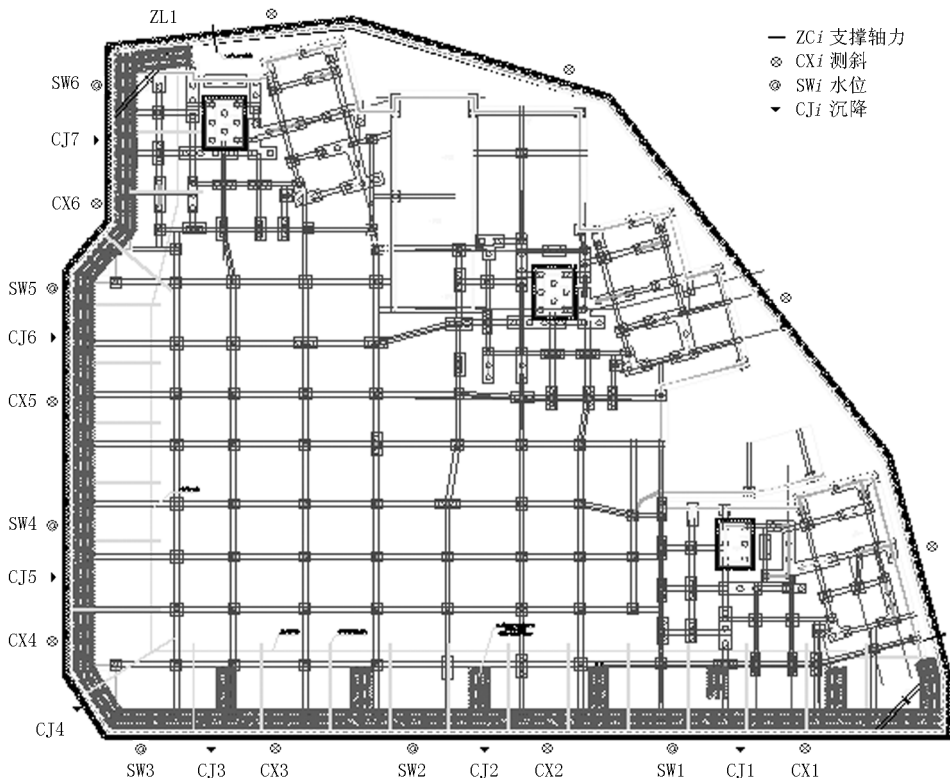 ZL1
ZCi 支撑轴力
CXi 测斜
SWi 水位
CJi 沉降
SW6
CJ7
CX6
SW5
CJ6
CX5
SW4
CJ5
CX4
CJ4
SW3 CJ3 CX3 SW2 CJ2 CX2 SW1 CJ1 CX1